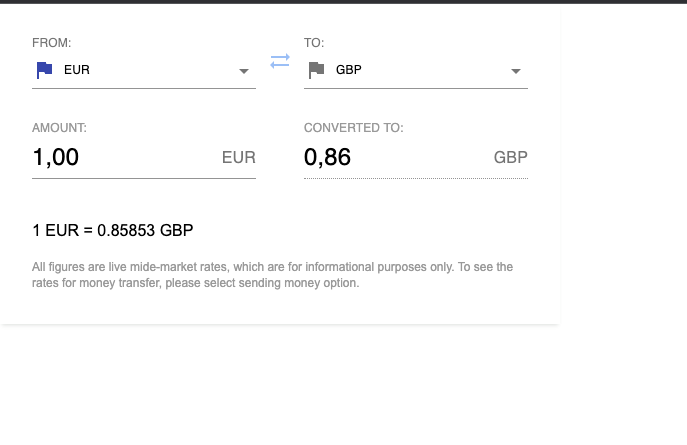 FROM:
TO:
EUR
GBP
AMOUNT:
CONVERTED TO:
1,00 EUR
0,86 GBP
1 EUR = 0.85853 GBP
All figures are live mide-market rates, which are for informational purposes only. To see the
rates for money transfer, please select sending money option.